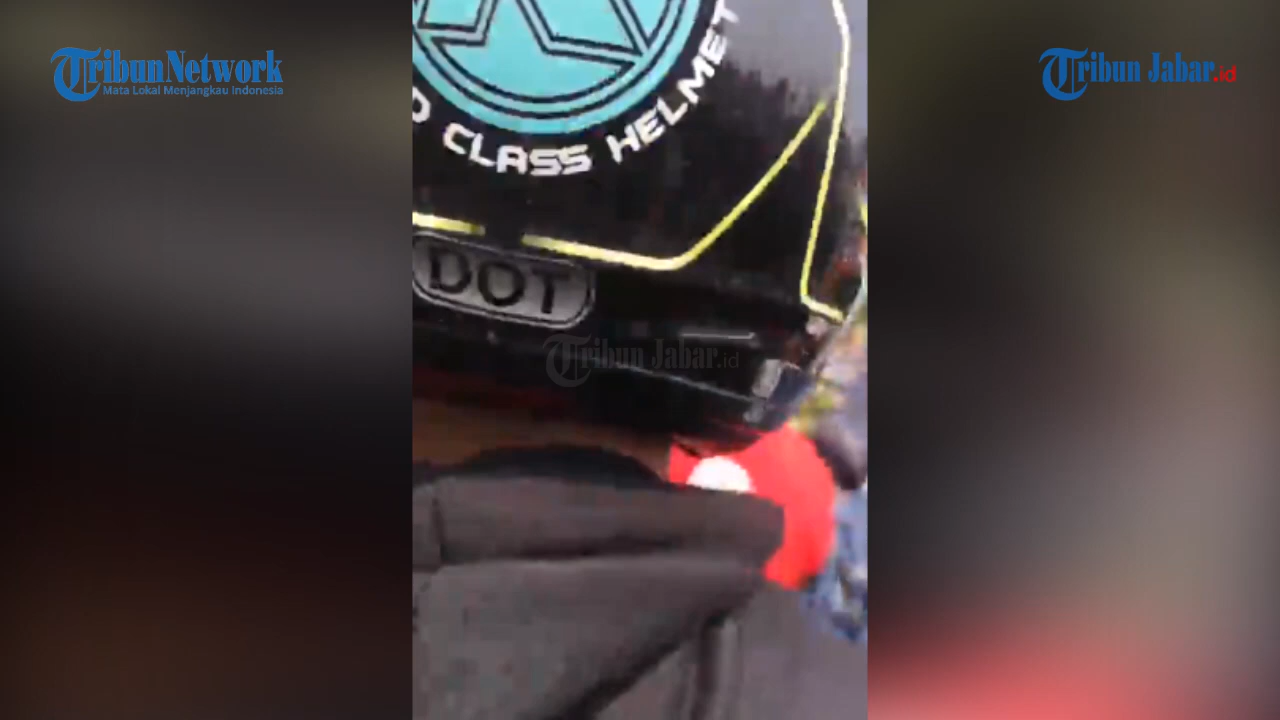 TribunNetwork
Mata Lokal Menjangkau Indonesia
Tribun Jabar.id
CLASS HELMET
DOT
Tribun Jabar.id